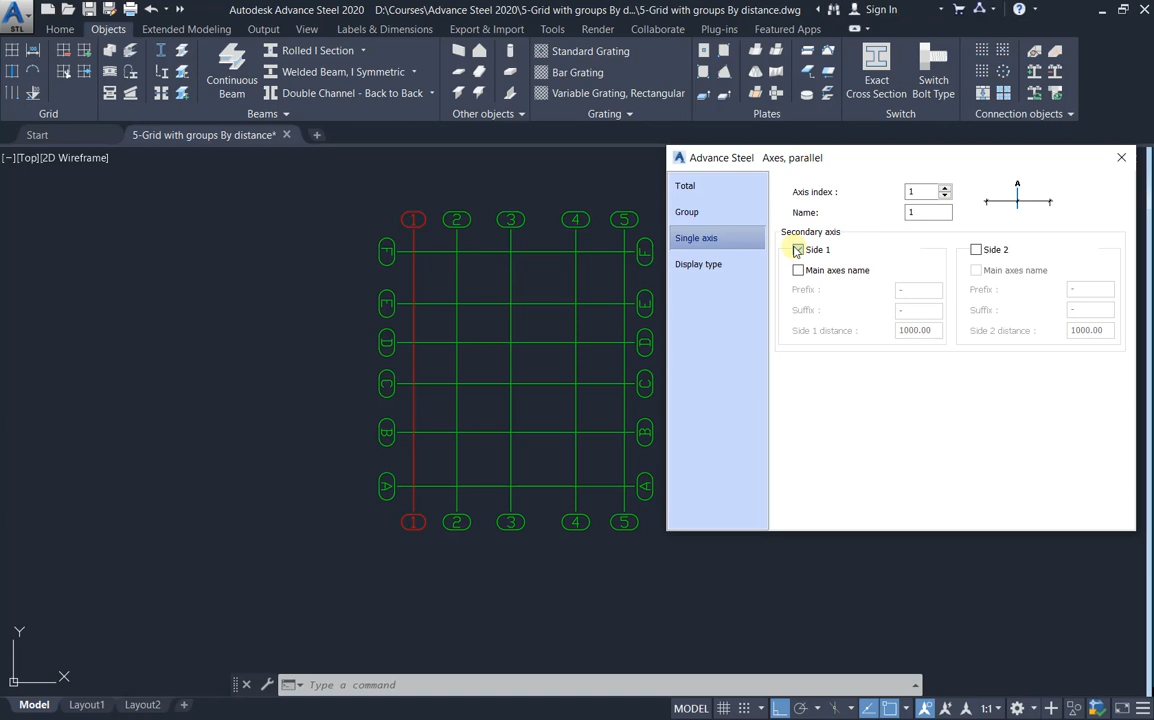 Autodesk Advance Steel 2020 D:\Courses\Advance Steel 2020\5-Grid with groups By d...\5-Grid with groups By distance.dwg Sign In
STL Home Objects Extended Modeling Output View Labels & Dimensions Export & Import Tools Render Collaborate Plug-ins Featured Apps
Rolled I Section
Welded Beam, I Symmetric
Double Channel - Back to Back
Continuous
Beam
Standard Grating
Bar Grating
Variable Grating, Rectangular
Exact
Cross Section
Switch
Bolt Type
Grid Beams Other objects Grating Plates Switch Connection objects
Start 5-Grid with groups By distance*
[−][Top][2D Wireframe]
Advance Steel Axes, parallel
Total
Group
Single axis
Display type
Axis index : 1
Name: 1
A
Secondary axis
Side 1 Side 2
Main axes name Main axes name
Prefix : - Prefix : -
Suffix : - Suffix : -
Side 1 distance : 1000.00 Side 2 distance : 1000.00
1 2 3 4 5
F F
E E
D D
C C
B B
A A
1 2 3 4 5
Y
X
Type a command
Model Layout1 Layout2 MODEL 1:1